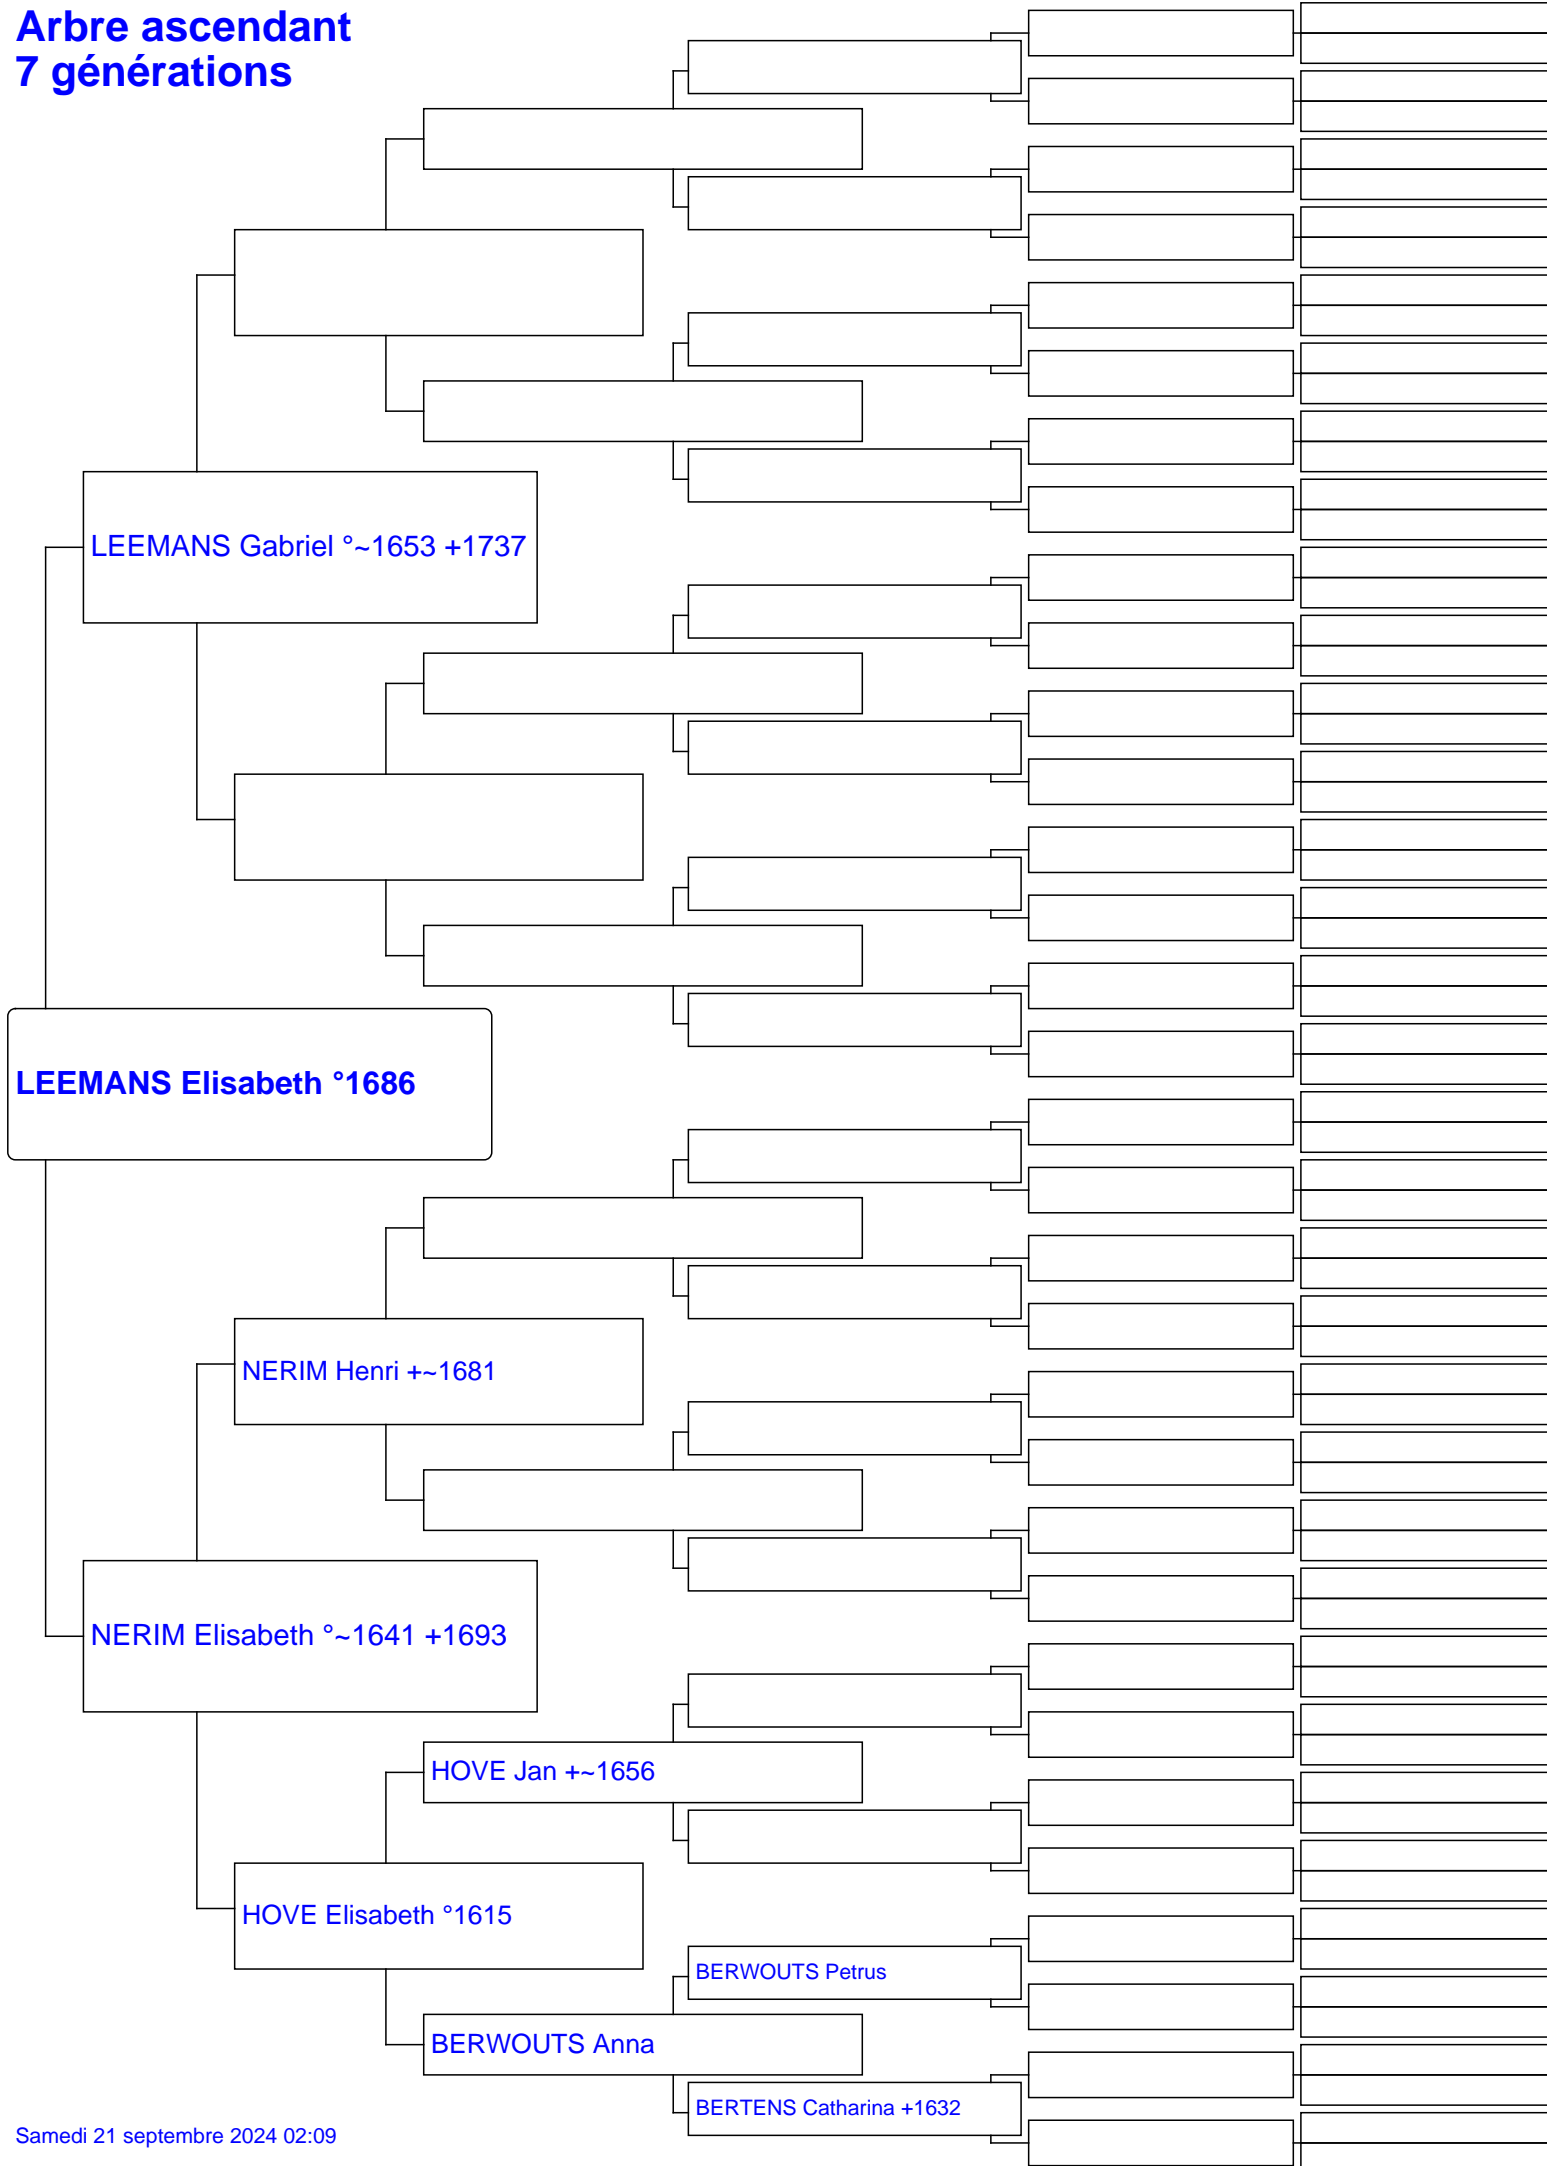 Arbre ascendant
7 générations
LEEMANS Gabriel °~1653 +1737
LEEMANS Elisabeth °1686
NERIM Henri +~1681
NERIM Elisabeth °~1641 +1693
HOVE Jan +~1656
HOVE Elisabeth °1615
BERWOUTS Petrus
BERWOUTS Anna
BERTENS Catharina +1632
Samedi 21 septembre 2024 02:09